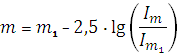 m = m₁ − 2,5 · lg(Iₘ / Iₘ₁)